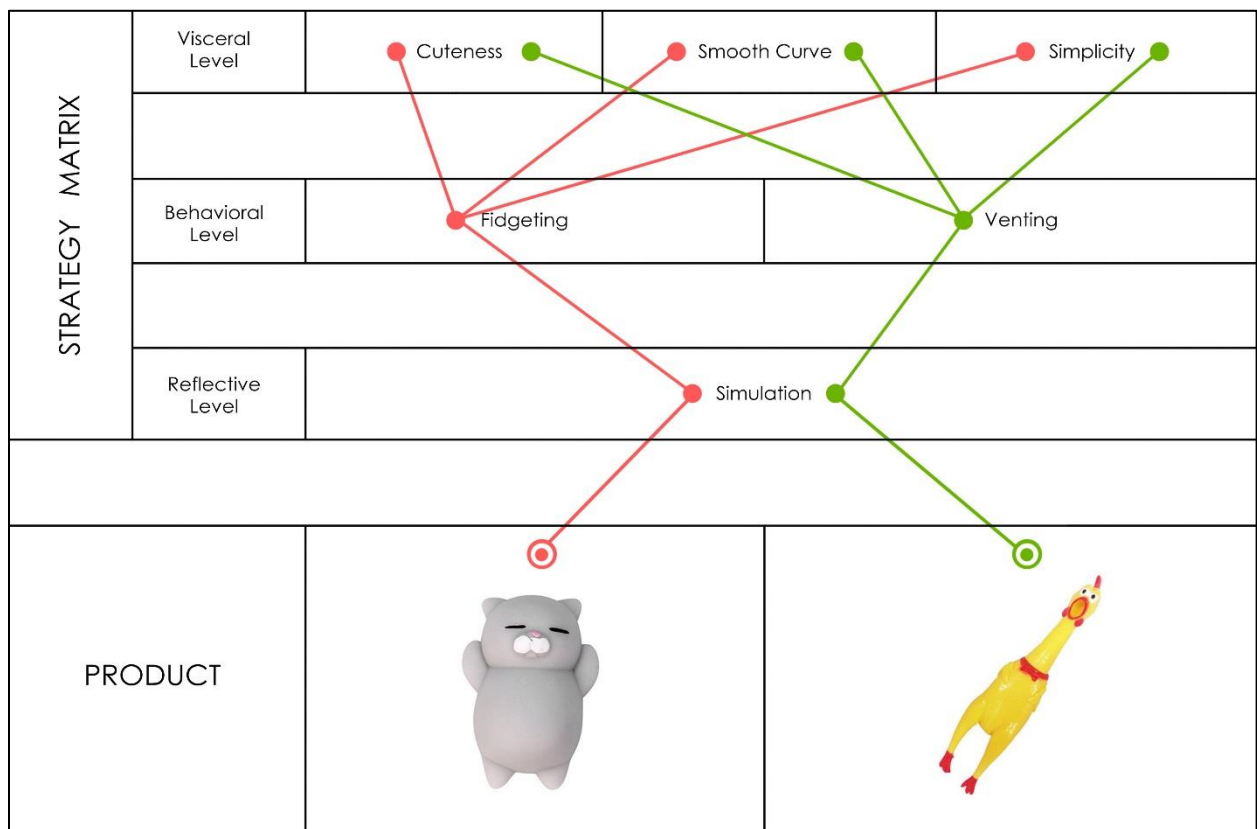 STRATEGY MATRIX
Visceral
Level
Cuteness
Smooth Curve
Simplicity
Behavioral
Level
Fidgeting
Venting
Reflective
Level
Simulation
PRODUCT